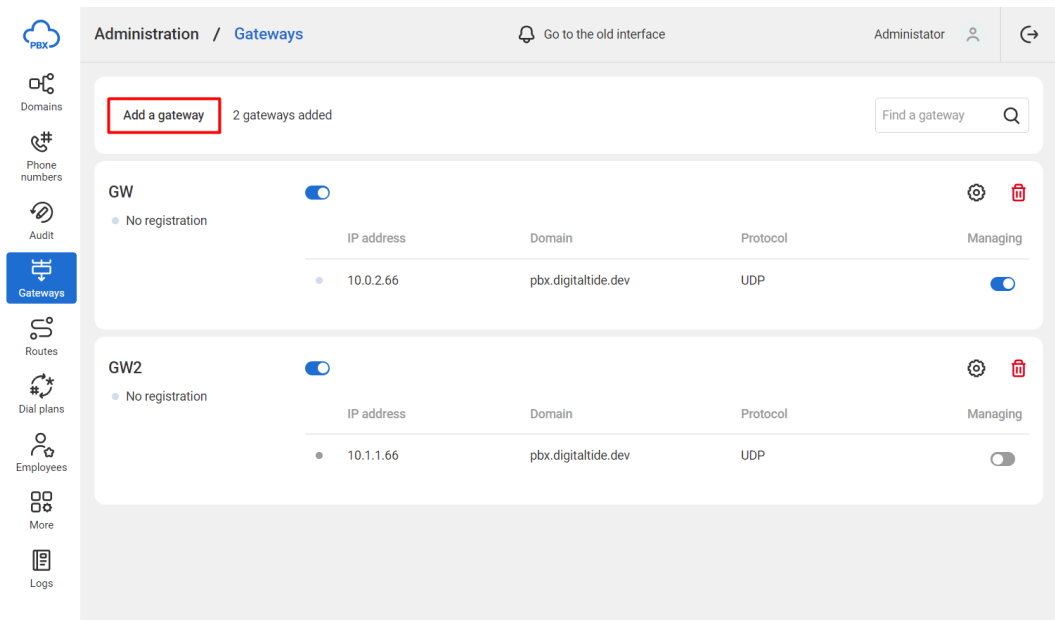 PBX
Administration / Gateways
Go to the old interface
Administator
Domains
Phone
numbers
Audit
Gateways
Routes
Dial plans
Employees
More
Logs
Add a gateway
2 gateways added
Find a gateway
GW
No registration
IP address Domain Protocol Managing
10.0.2.66 pbx.digitaltide.dev UDP
GW2
No registration
IP address Domain Protocol Managing
10.1.1.66 pbx.digitaltide.dev UDP